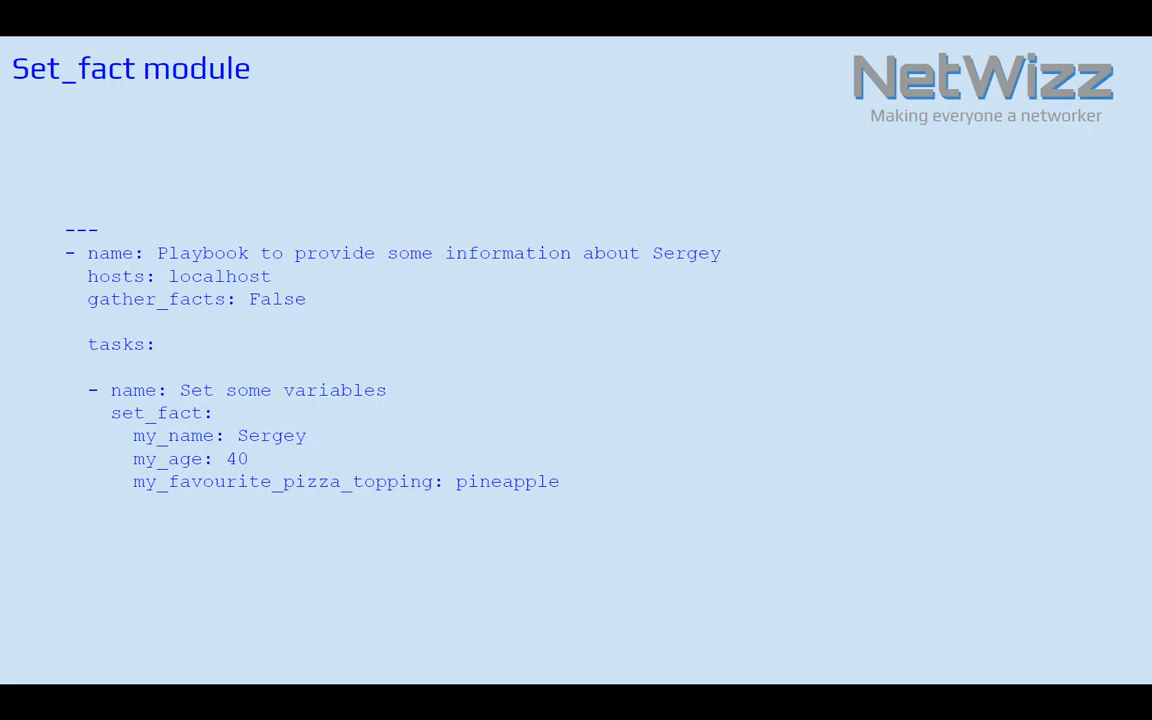 Set_fact module
NetWizz
Making everyone a networker
---
- name: Playbook to provide some information about Sergey
  hosts: localhost
  gather_facts: False

  tasks:

  - name: Set some variables
    set_fact:
      my_name: Sergey
      my_age: 40
      my_favourite_pizza_topping: pineapple